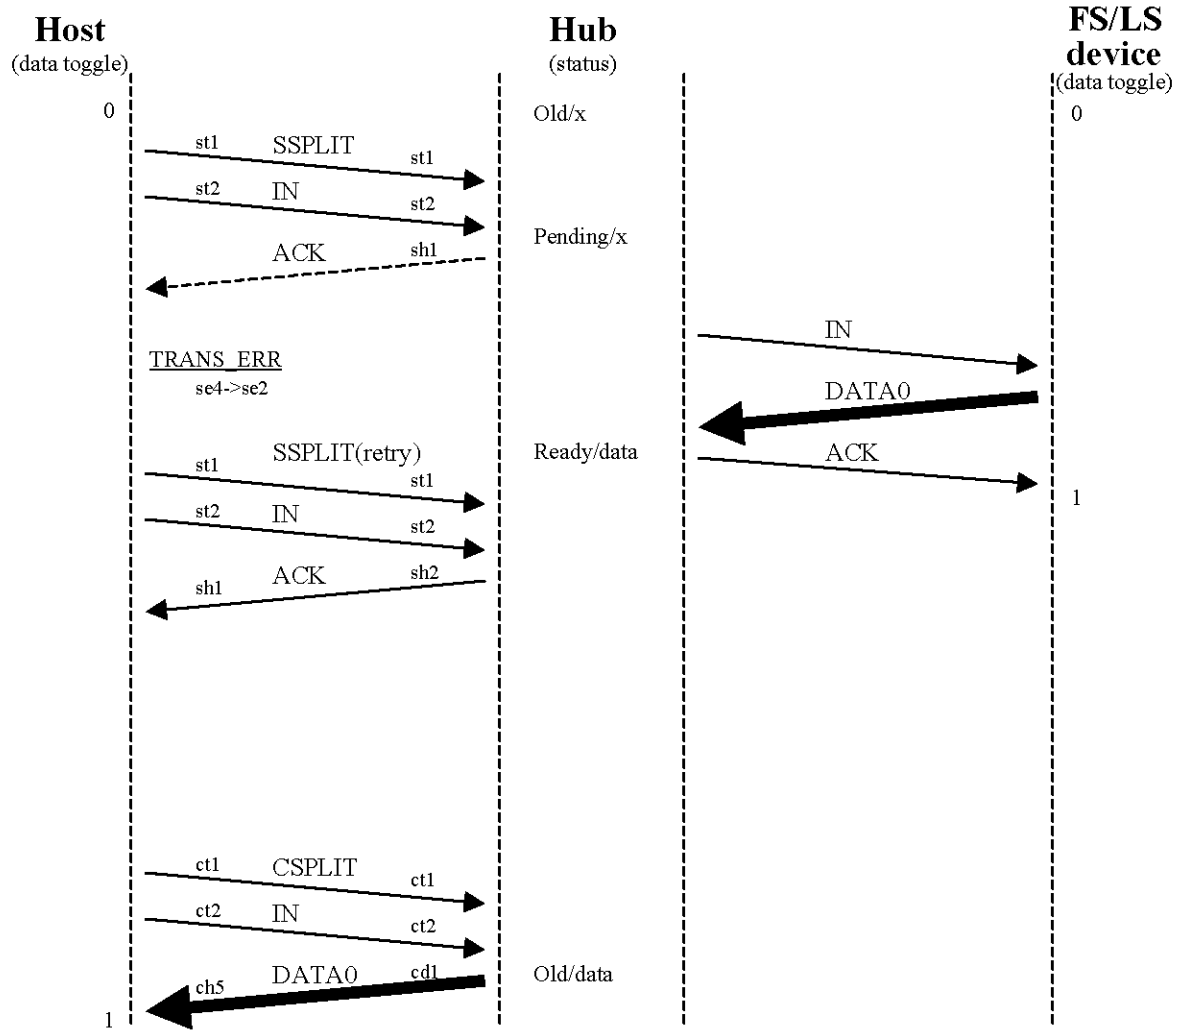 Host
(data toggle)
Hub
(status)
FS/LS
device
(data toggle)
0
Old/x
0
st1 SSPLIT st1
st2 IN st2
Pending/x
ACK sh1
IN
TRANS_ERR
se4->se2
DATA0
SSPLIT(retry)
st1 st1
Ready/data
ACK
1
st2 IN st2
sh1 ACK sh2
ct1 CSPLIT ct1
ct2 IN ct2
ch5 DATA0 cd1
Old/data
1